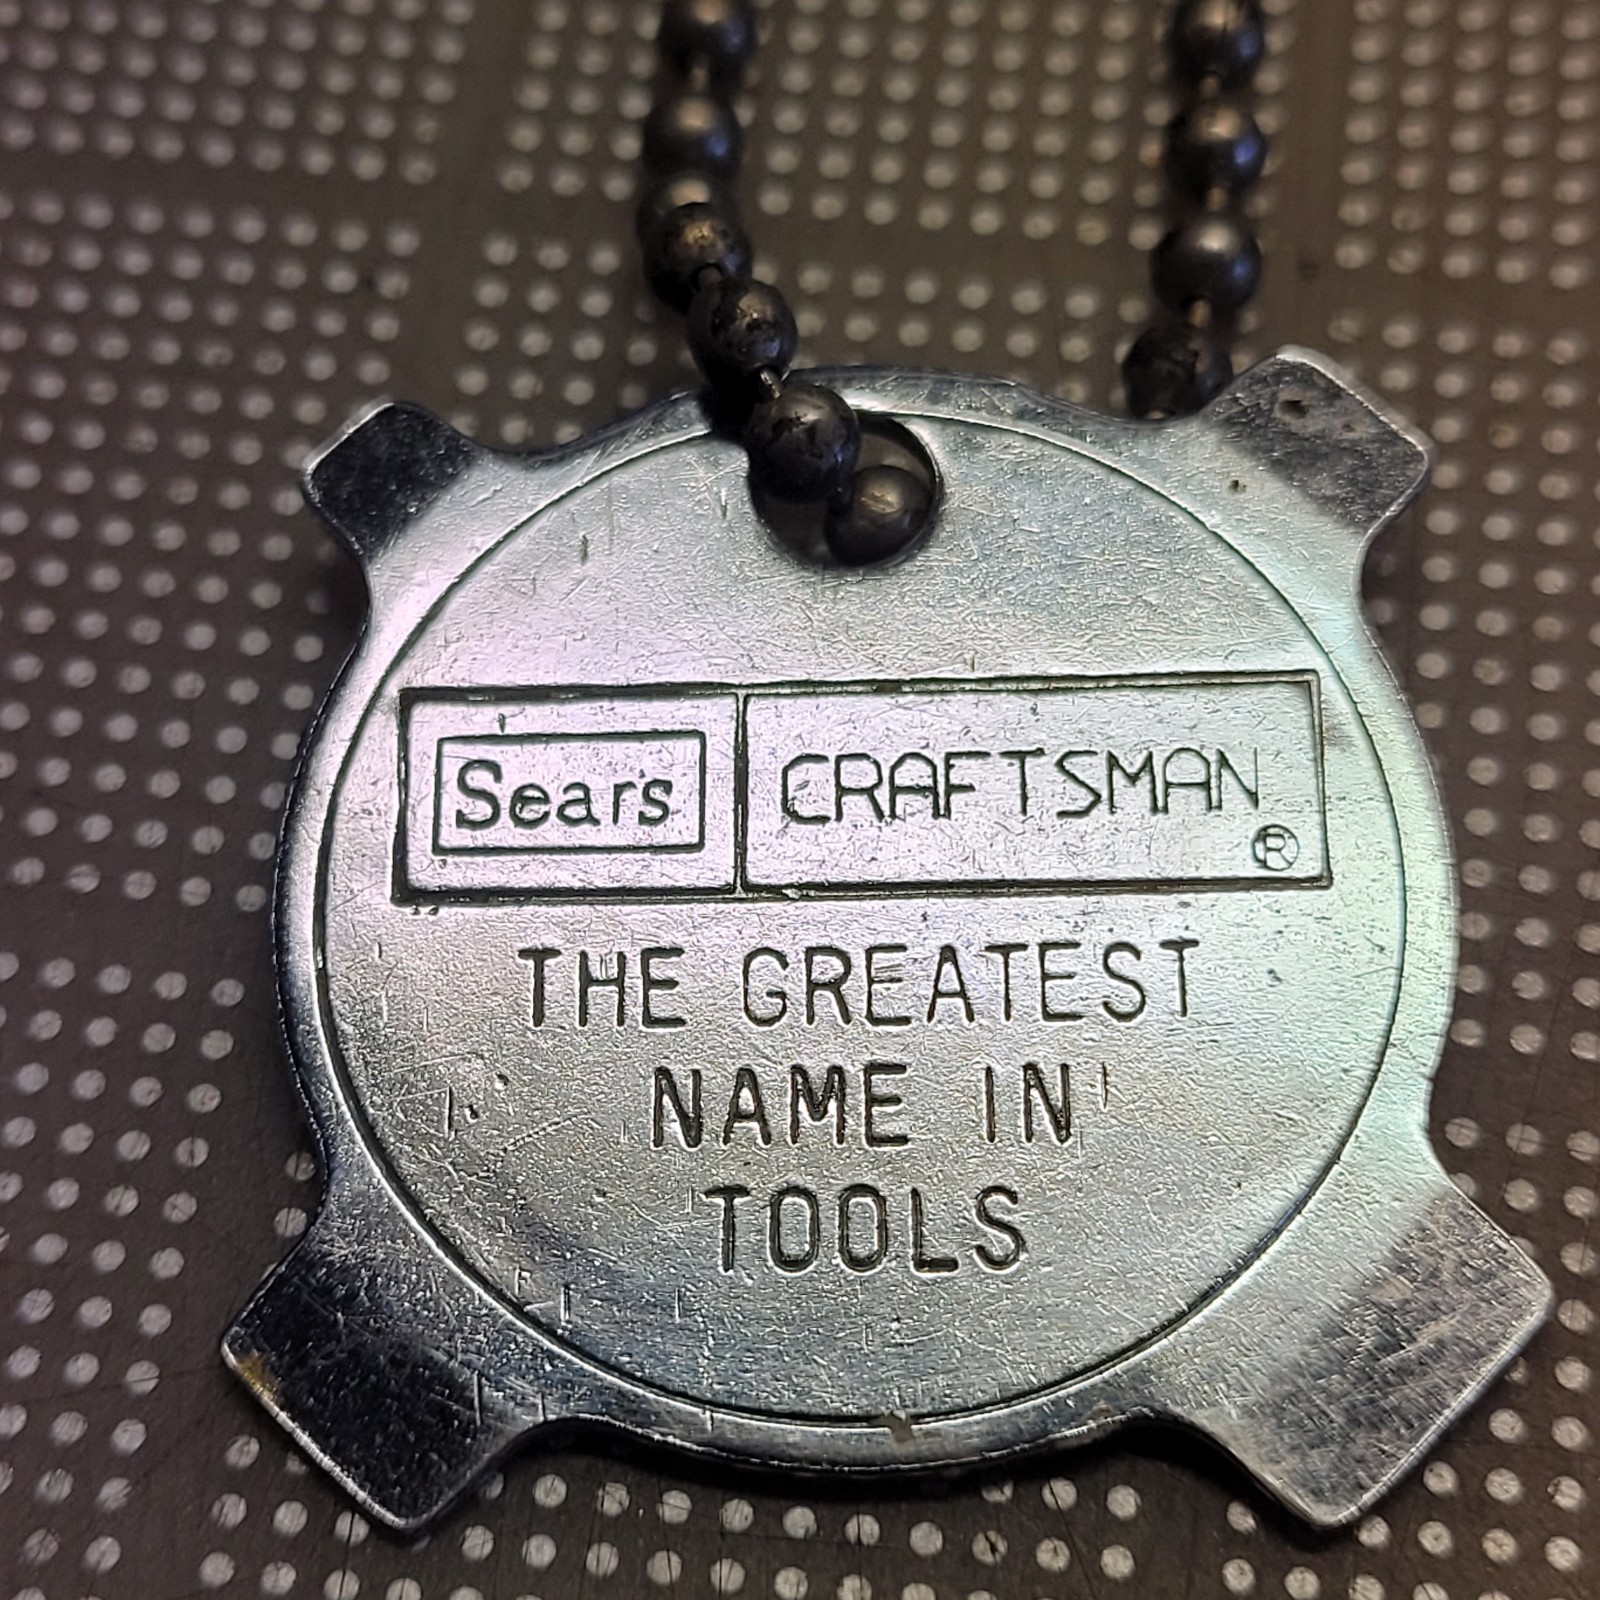 Sears CRAFTSMAN ®
THE GREATEST
NAME IN
TOOLS